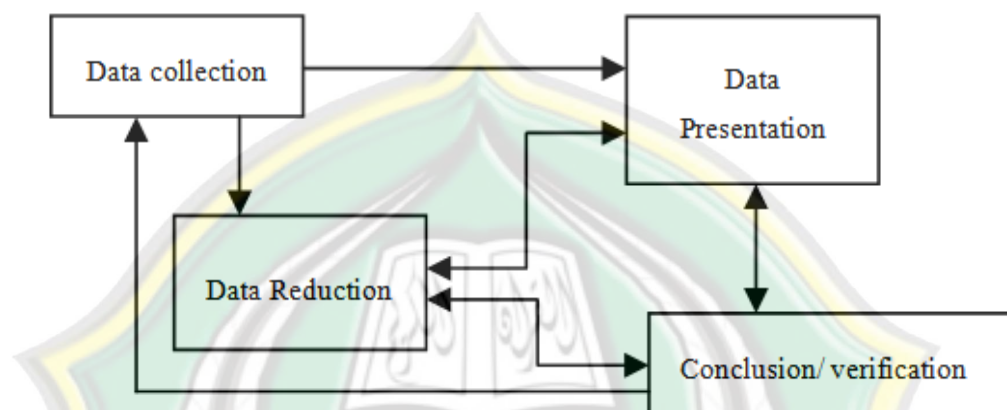 Data collection
Data
Presentation
Data Reduction
Conclusion/ verification